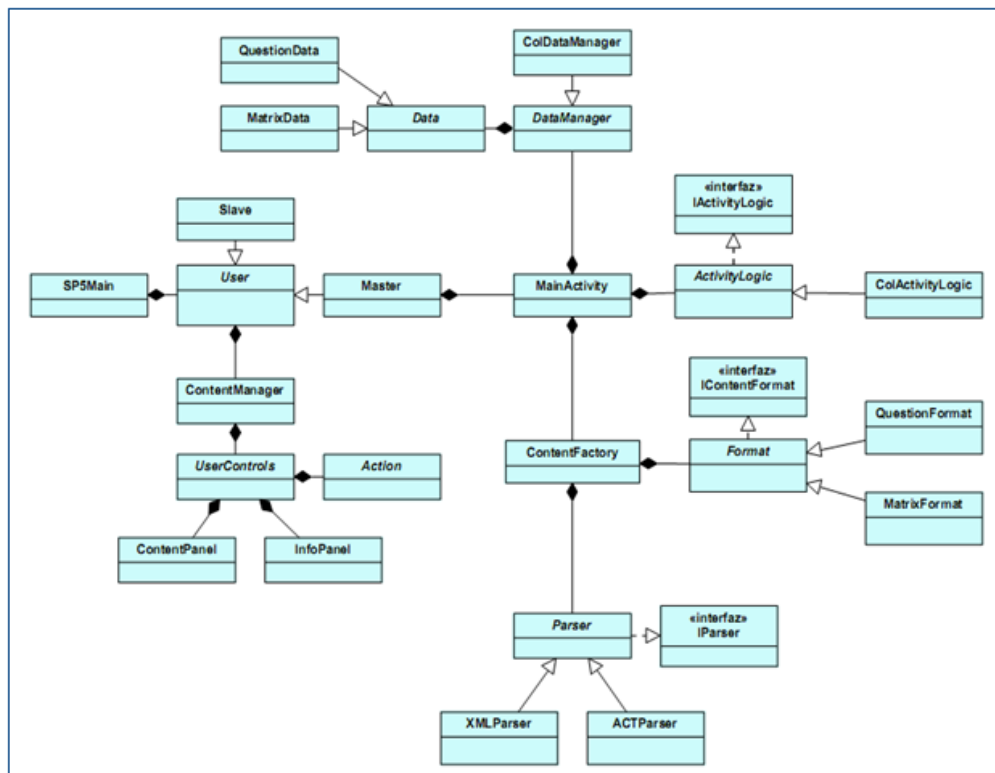 ColDataManager
QuestionData
MatrixData
Data
DataManager
«interfaz»
IActivityLogic
Slave
SP5Main
User
Master
MainActivity
ActivityLogic
ColActivityLogic
«interfaz»
IContentFormat
ContentManager
QuestionFormat
ContentFactory
Format
UserControls
Action
MatrixFormat
ContentPanel
InfoPanel
Parser
«interfaz»
IParser
XMLParser
ACTParser